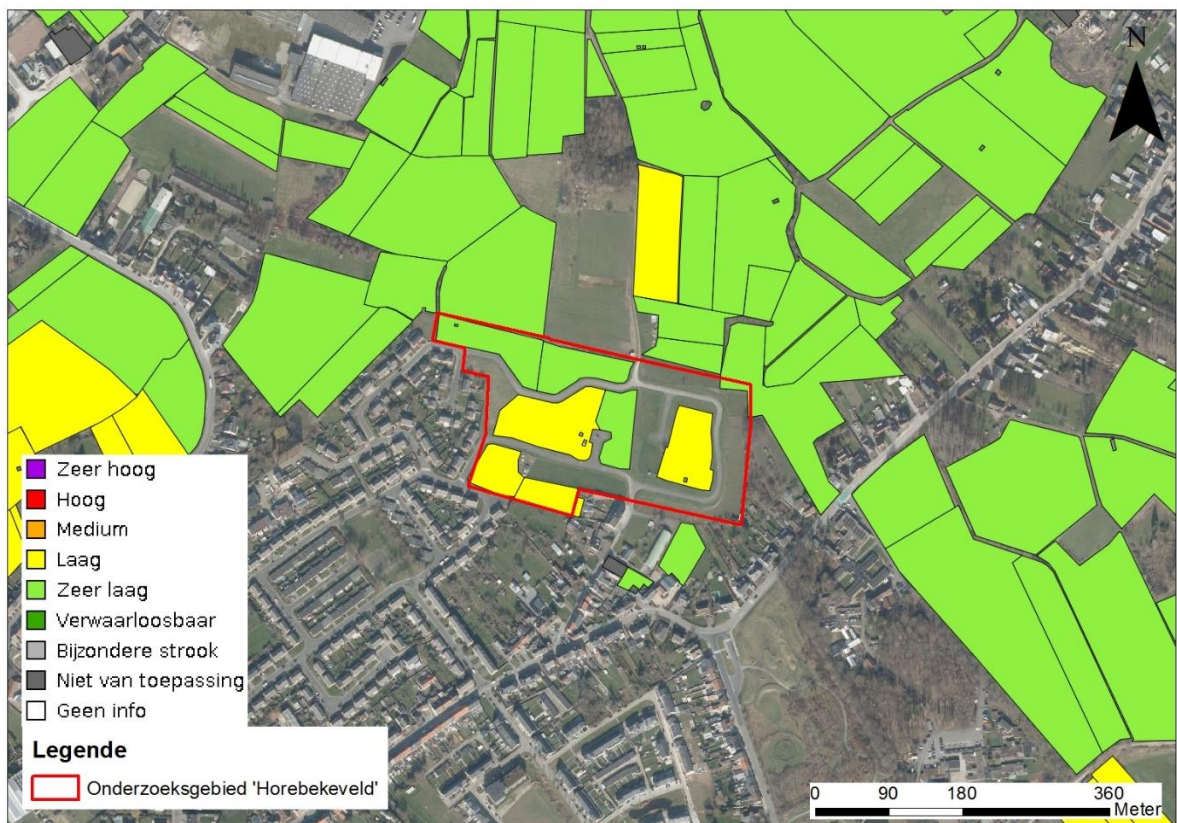 N
Zeer hoog
Hoog
Medium
Laag
Zeer laag
Verwaarloosbaar
Bijzondere strook
Niet van toepassing
Geen info
Legende
Onderzoeksgebied 'Horebekeveld'
0 90 180 360
Meter